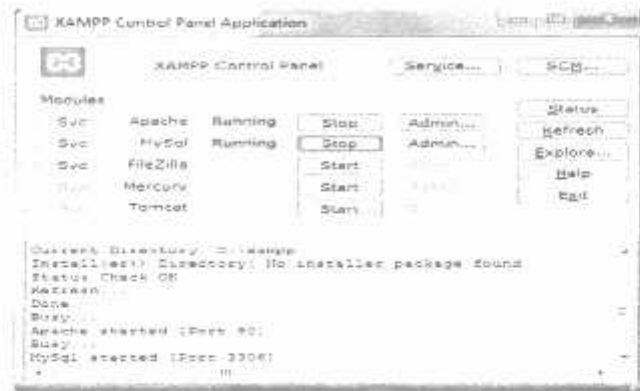 XAMPP Control Panel Application
XAMPP Control Panel Service... SCM...
Modules
Svc Apache Running Stop Admin... Status
Svc MySql Running Stop Admin... Refresh
Svc FileZilla Start Explore...
Mercury Start Help
Tomcat Start Exit
Current Directory: \xampp
Install(er) Directory: No installer package found
Status Check OK
Refresh
Done
Busy...
Apache started [Port 80]
Busy...
MySql started [Port 3306]